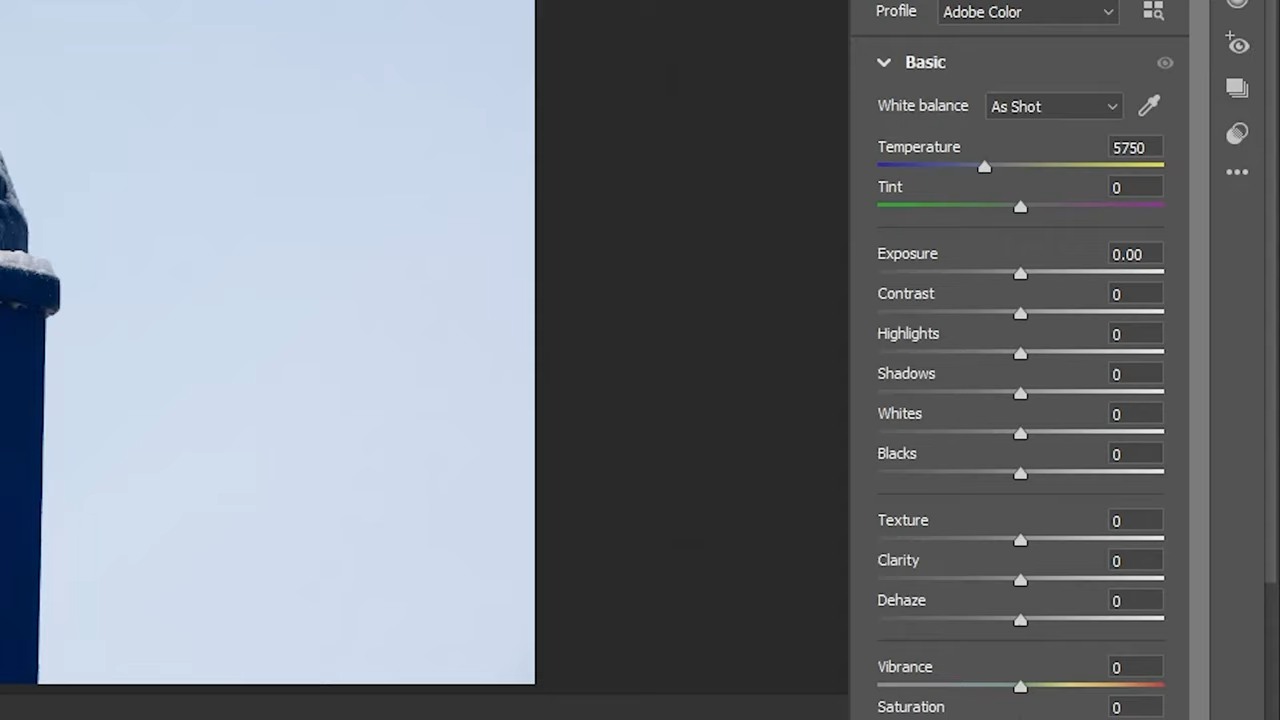 Profile Adobe Color
Basic
White balance As Shot
Temperature 5750
Tint 0
Exposure 0.00
Contrast 0
Highlights 0
Shadows 0
Whites 0
Blacks 0
Texture 0
Clarity 0
Dehaze 0
Vibrance 0
Saturation 0